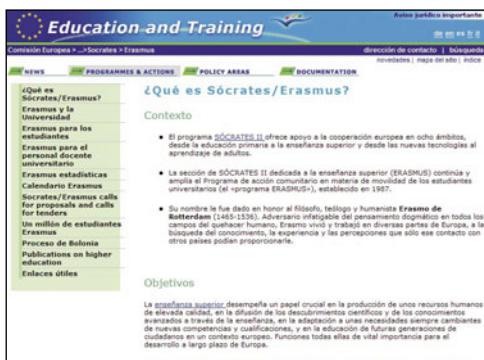 Education and Training
Aviso jurídico importante
de en es fr it
Comisión Europea > ...>Socrates > Erasmus
dirección de contacto | búsqueda
novedades | mapa del sitio | índice
NEWS
PROGRAMMES & ACTIONS
POLICY AREAS
DOCUMENTATION
¿Qué es
Sócrates/Erasmus?
Erasmus y la
Universidad
Erasmus para los
estudiantes
Erasmus para el
personal docente
universitario
Erasmus estadísticas
Calendario Erasmus
Socrates/Erasmus calls
for proposals and calls
for tenders
Un millón de estudiantes
Erasmus
Proceso de Bolonia
Publications on higher
education
Enlaces útiles
¿Qué es Sócrates/Erasmus?
Contexto
El programa SÓCRATES II ofrece apoyo a la cooperación europea en ocho ámbitos,
desde la educación primaria a la enseñanza superior y desde las nuevas tecnologías al
aprendizaje de adultos.
La sección de SÓCRATES II dedicada a la enseñanza superior (ERASMUS) continúa y
amplía el Programa de acción comunitario en materia de movilidad de los estudiantes
universitarios (el «programa ERASMUS»), establecido en 1987.
Su nombre le fue dado en honor al filósofo, teólogo y humanista Erasmo de
Rotterdam (1465-1536). Adversario infatigable del pensamiento dogmático en todos los
campos del quehacer humano, Erasmo vivió y trabajó en diversas partes de Europa, a la
búsqueda del conocimiento, la experiencia y las percepciones que sólo ese contacto con
otros países podían proporcionarle.
Objetivos
La enseñanza superior desempeña un papel crucial en la producción de unos recursos humanos
de elevada calidad, en la difusión de los descubrimientos científicos y de los conocimientos
avanzados a través de la enseñanza, en la adaptación a unas necesidades siempre cambiantes
de nuevas competencias y cualificaciones, y en la educación de futuras generaciones de
ciudadanos en un contexto europeo. Funciones todas ellas de vital importancia para el
desarrollo a largo plazo de Europa.